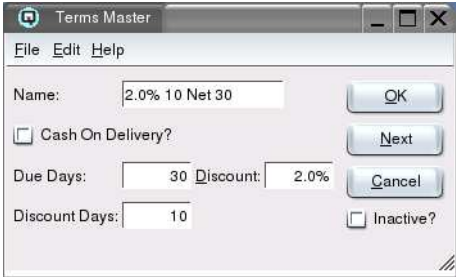 Terms Master
File Edit Help
Name: 2.0% 10 Net 30
OK
Cash On Delivery?
Next
Due Days: 30 Discount: 2.0%
Cancel
Discount Days: 10
Inactive?